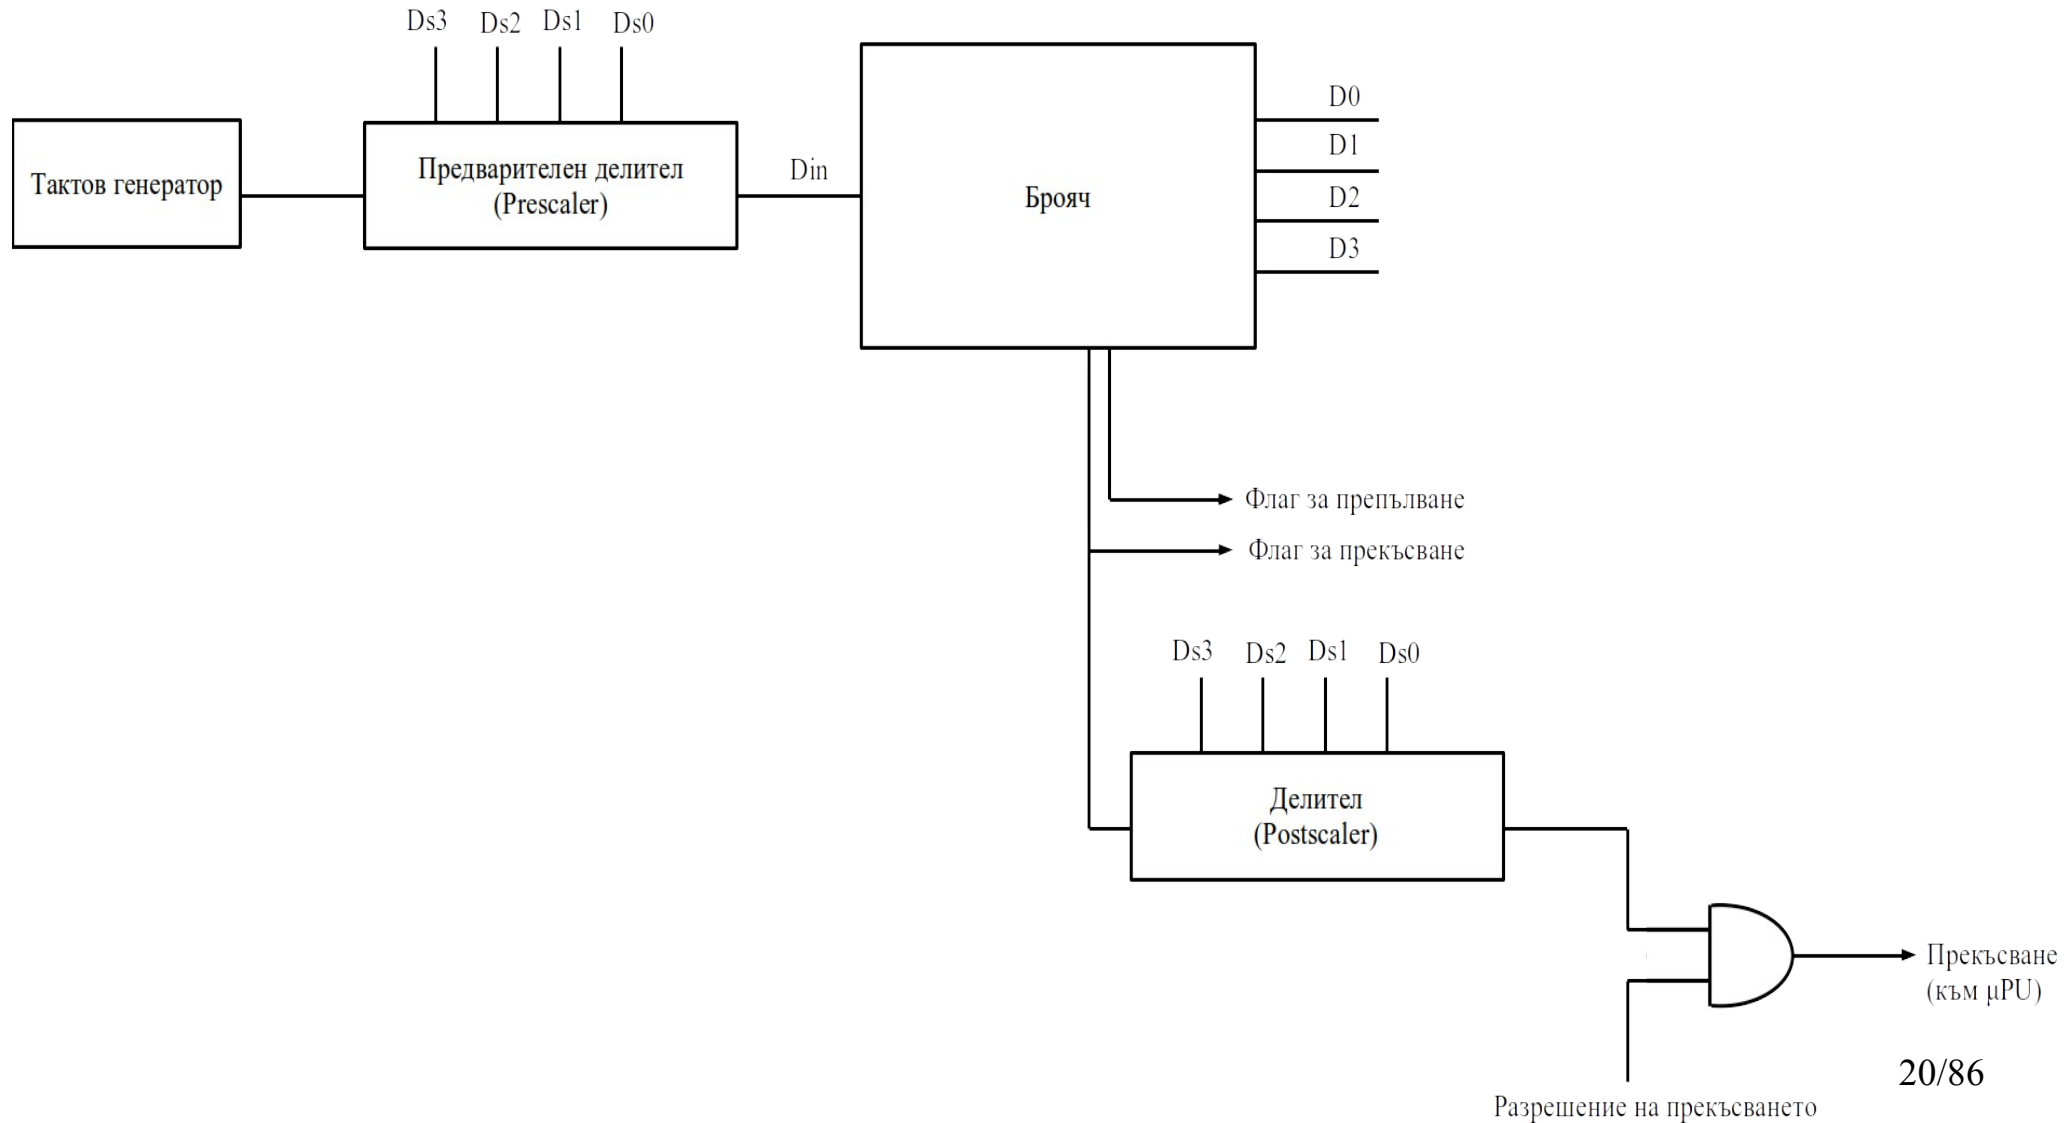 Ds3 Ds2 Ds1 Ds0
Тактов генератор
Предварителен делител
(Prescaler)
Din
Брояч
D0
D1
D2
D3
Флаг за препълване
Флаг за прекъсване
Ds3 Ds2 Ds1 Ds0
Делител
(Postscaler)
Прекъсване
(към µPU)
20/86
Разрешение на прекъсването